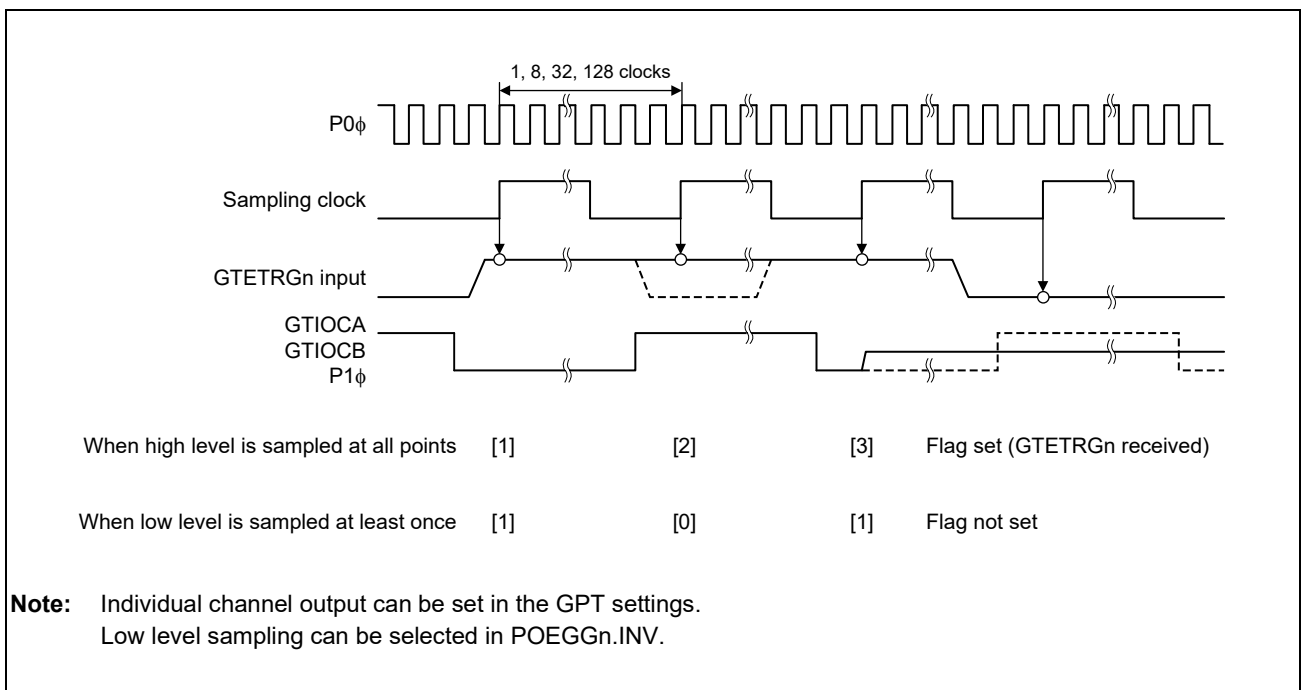 1, 8, 32, 128 clocks
P0ϕ
Sampling clock
GTETRGn input
GTIOCA
GTIOCB
P1ϕ
When high level is sampled at all points [1] [2] [3] Flag set (GTETRGn received)
When low level is sampled at least once [1] [0] [1] Flag not set
Note: Individual channel output can be set in the GPT settings.
Low level sampling can be selected in POEGGn.INV.